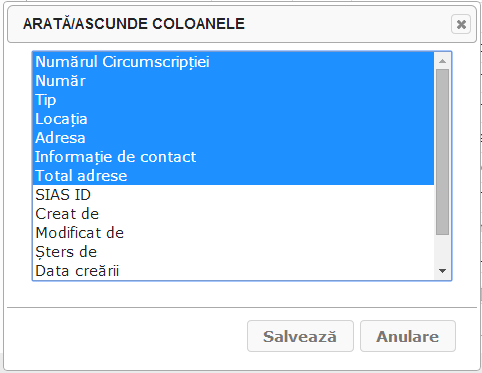 ARATĂ/ASCUNDE COLOANELE
Numărul Circumscripției
Număr
Tip
Locația
Adresa
Informație de contact
Total adrese
SIAS ID
Creat de
Modificat de
Șters de
Data creării
Salvează
Anulare